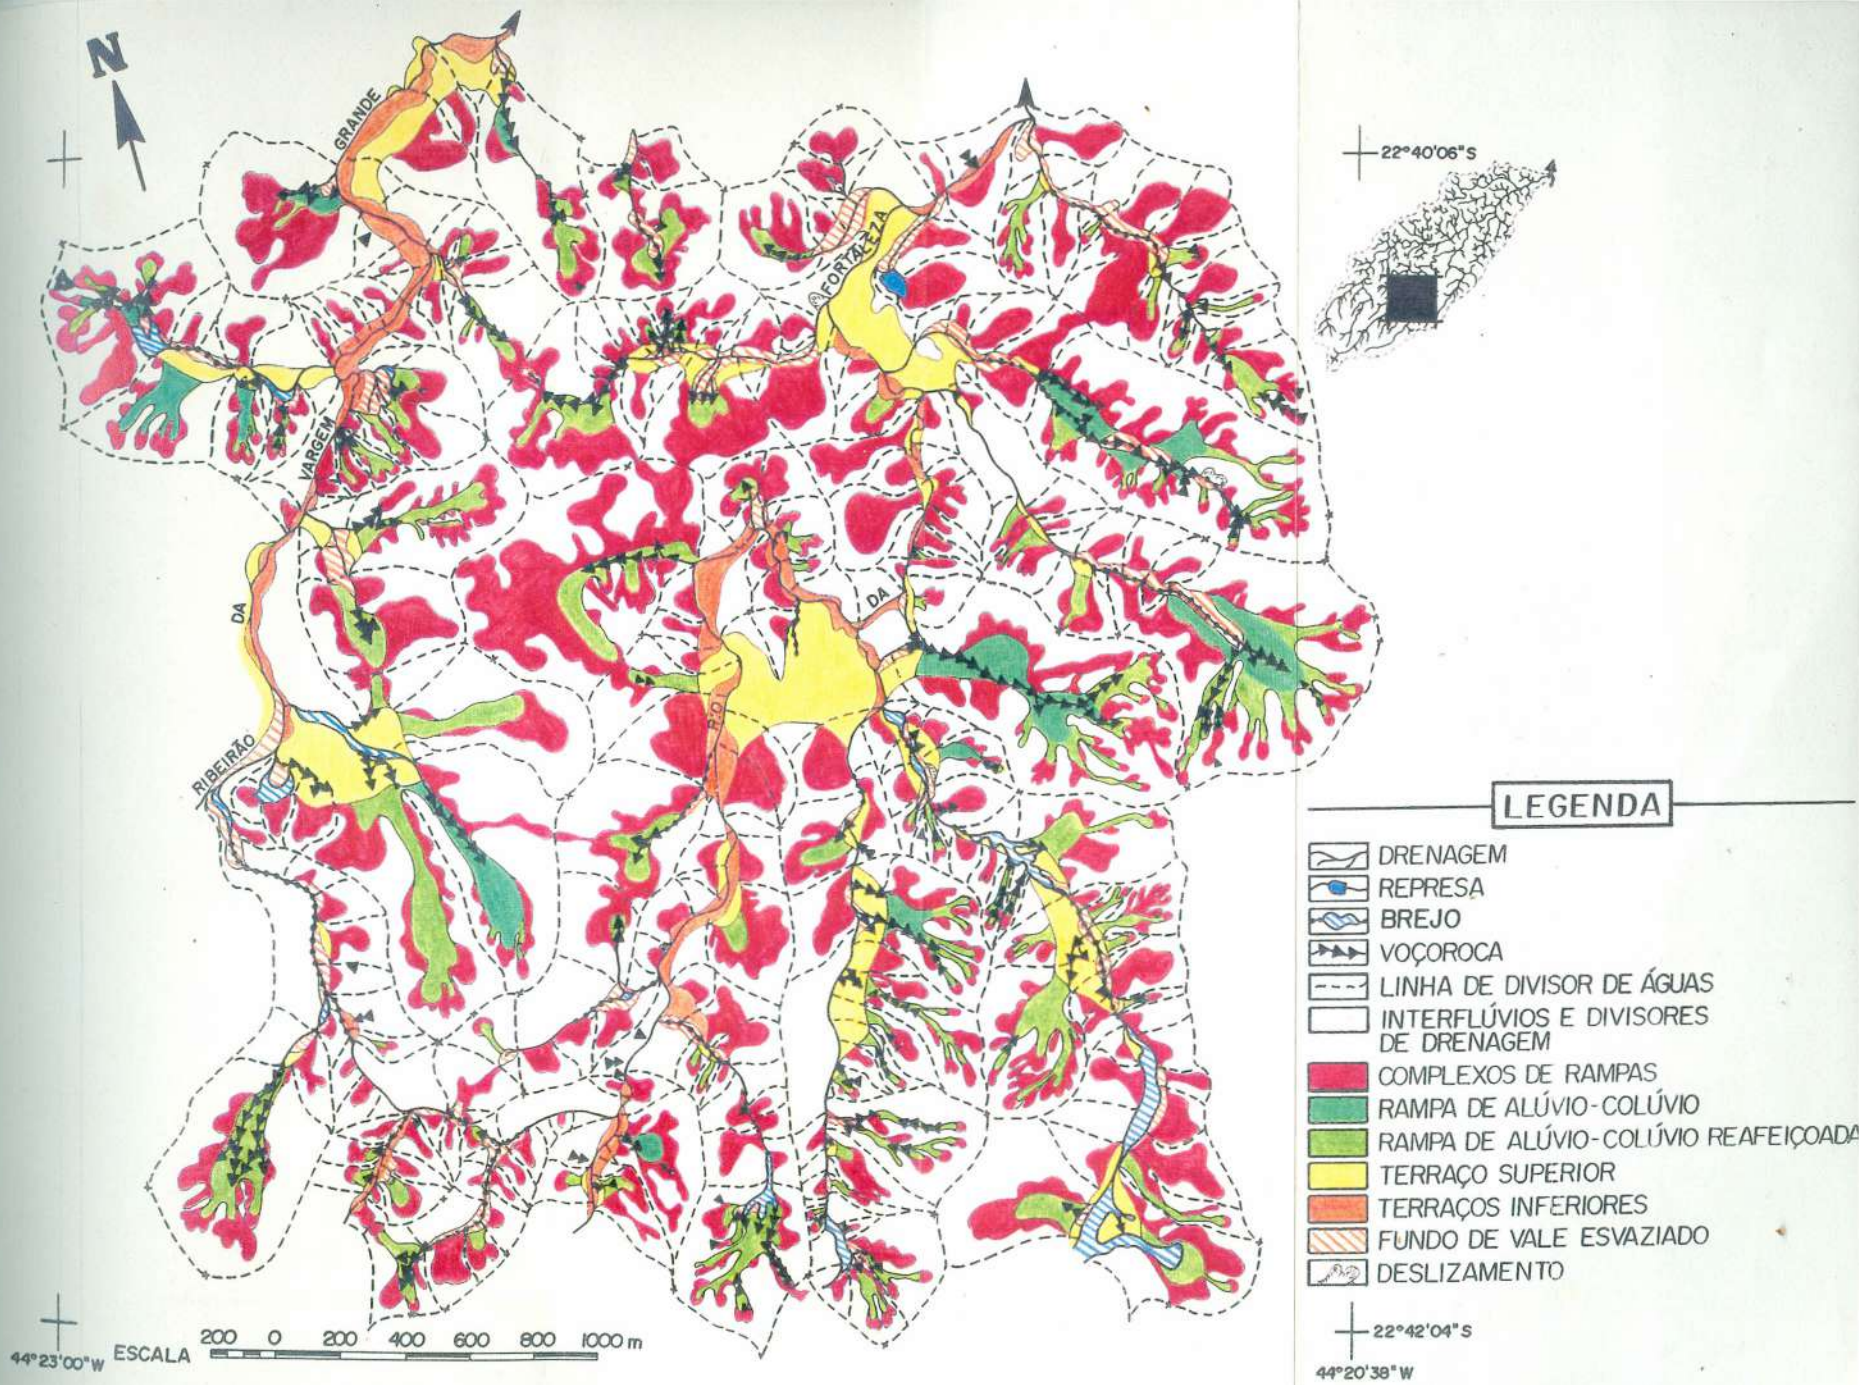 N
GRANDE
DA
VARGEM
RIBEIRÃO
FORTALEZA
DA
RO!
22°40'06"S
LEGENDA
DRENAGEM
REPRESA
BREJO
VOÇOROCA
LINHA DE DIVISOR DE ÁGUAS
INTERFLÚVIOS E DIVISORES
DE DRENAGEM
COMPLEXOS DE RAMPAS
RAMPA DE ALÚVIO-COLÚVIO
RAMPA DE ALÚVIO-COLÚVIO REAFEIÇOADA
TERRAÇO SUPERIOR
TERRAÇOS INFERIORES
FUNDO DE VALE ESVAZIADO
DESLIZAMENTO
22°42'04"S
44°20'38"W
44°23'00"W
ESCALA
200 0 200 400 600 800 1000 m